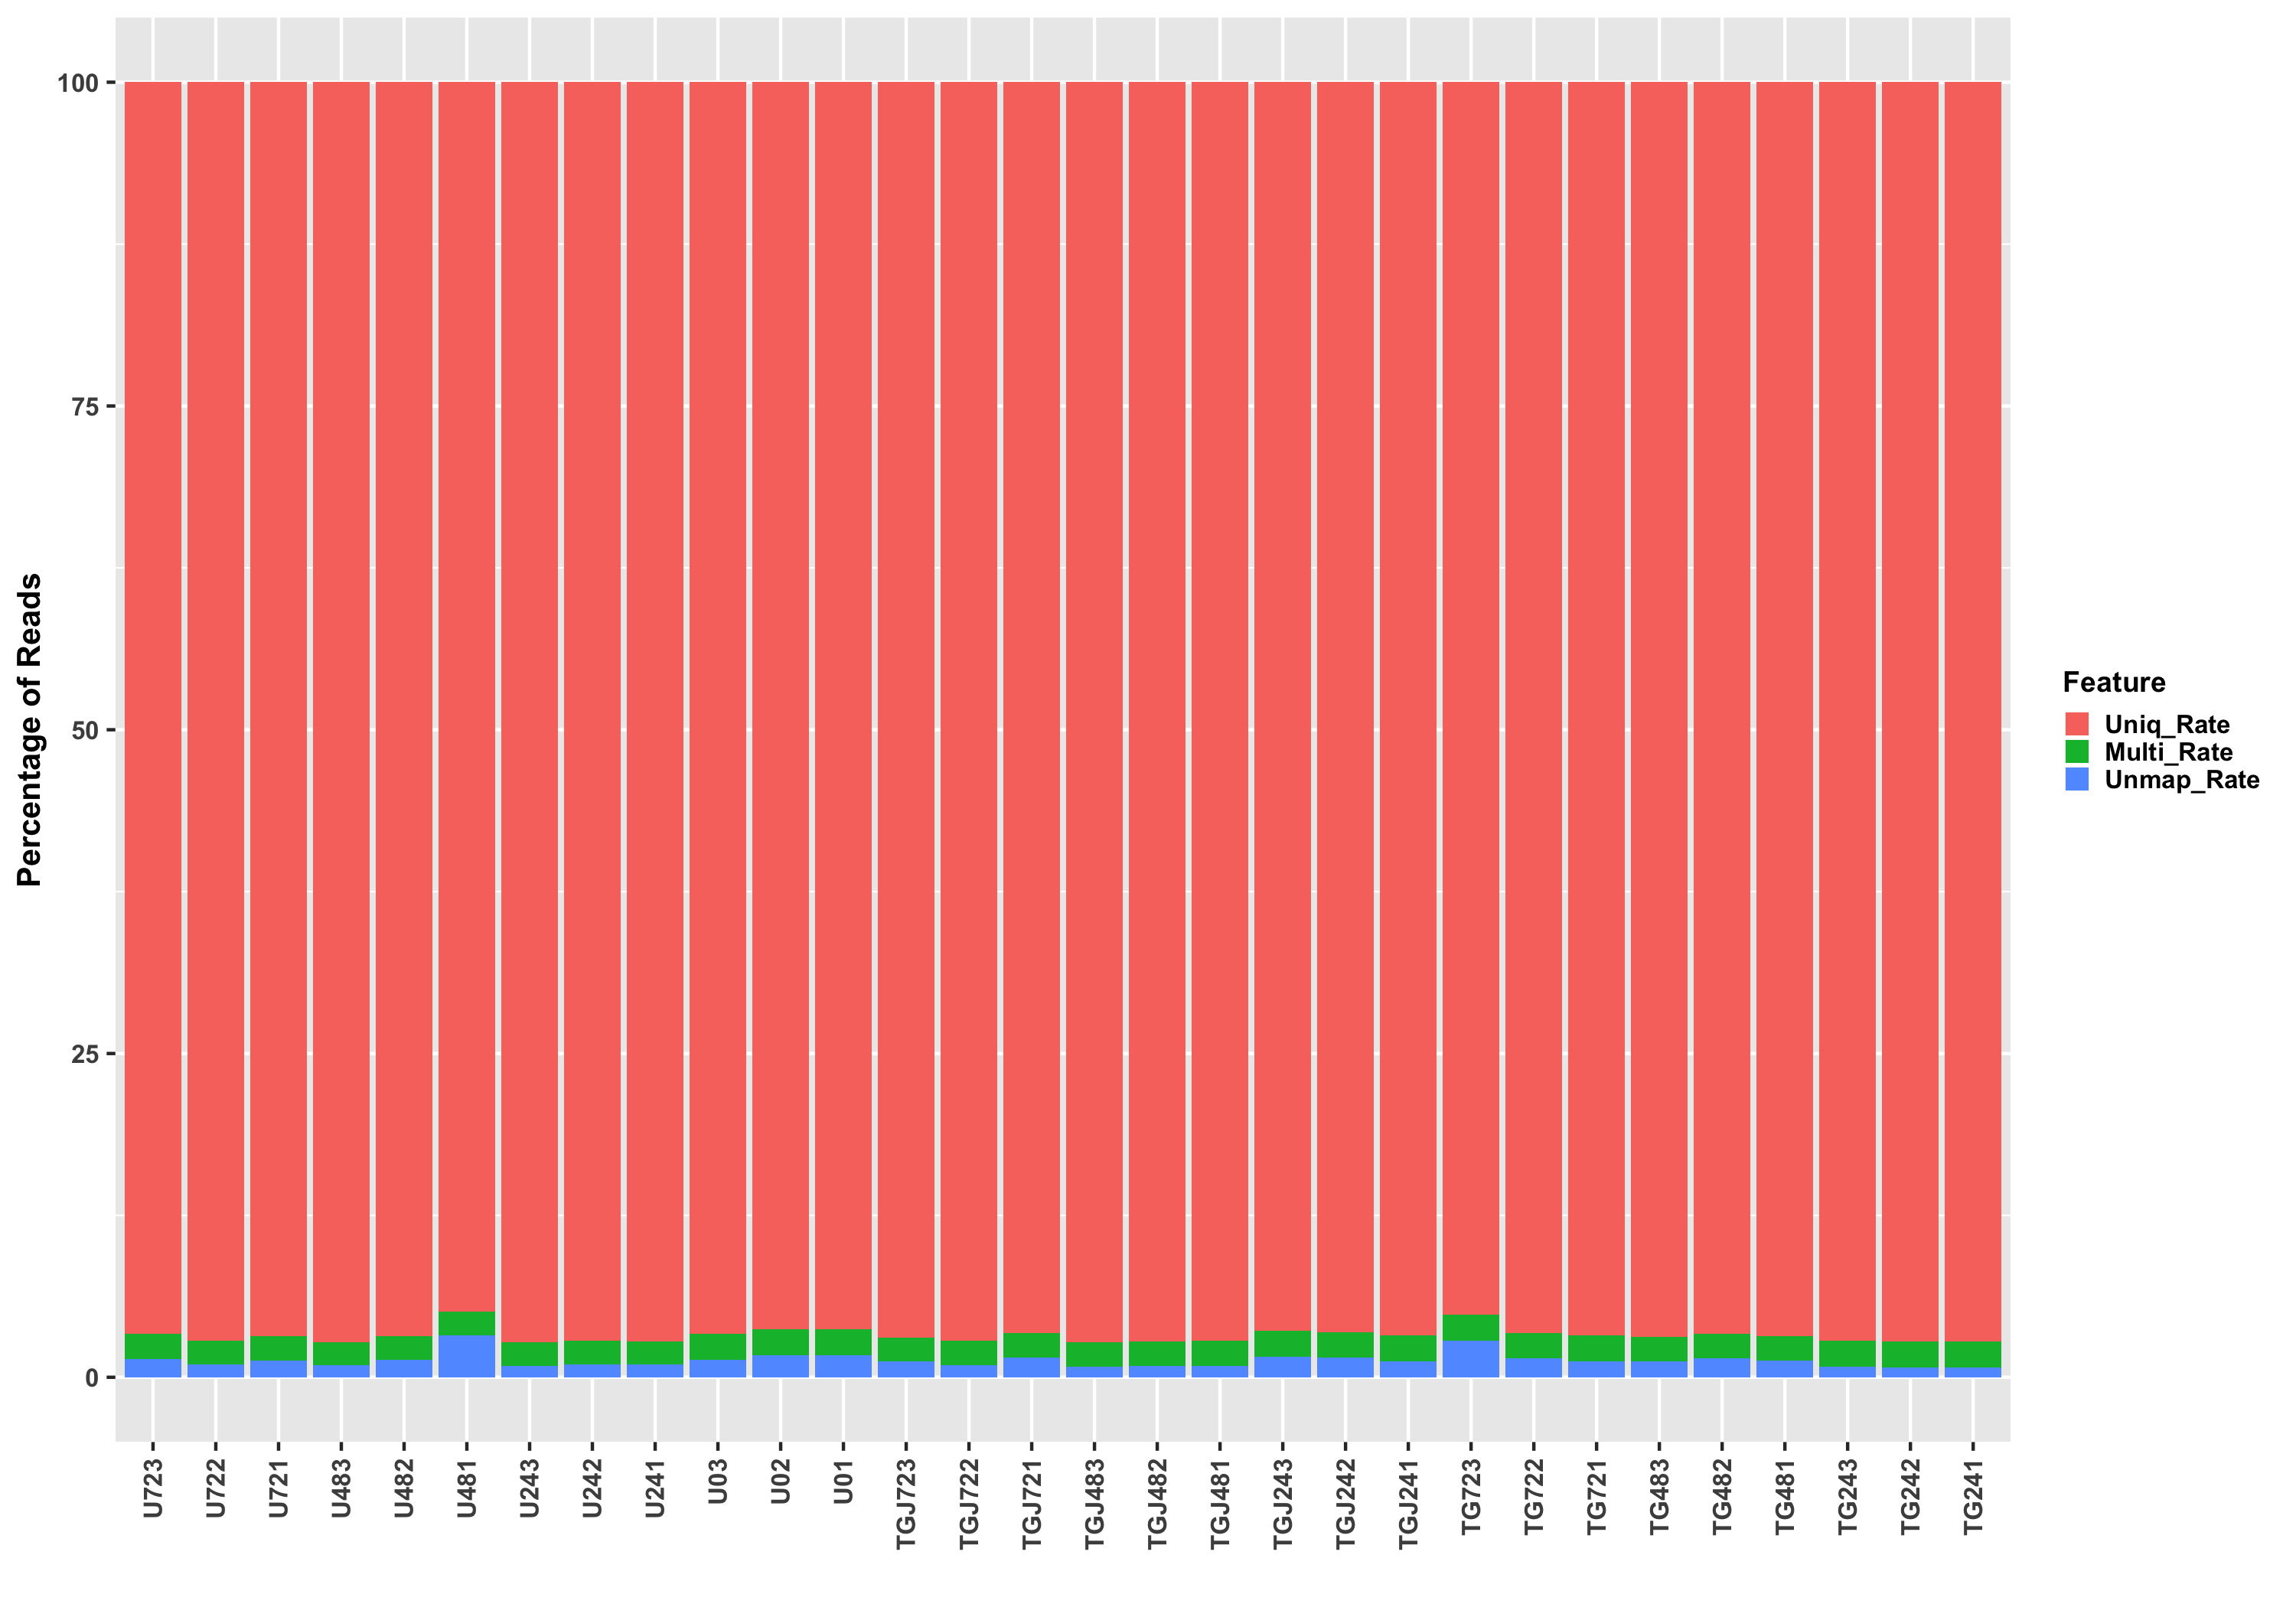 Percentage of Reads
100
75
50
25
0
U723
U722
U721
U483
U482
U481
U243
U242
U241
U03
U02
U01
TGJ723
TGJ722
TGJ721
TGJ483
TGJ482
TGJ481
TGJ243
TGJ242
TGJ241
TG723
TG722
TG721
TG483
TG482
TG481
TG243
TG242
TG241
Feature
Uniq_Rate
Multi_Rate
Unmap_Rate